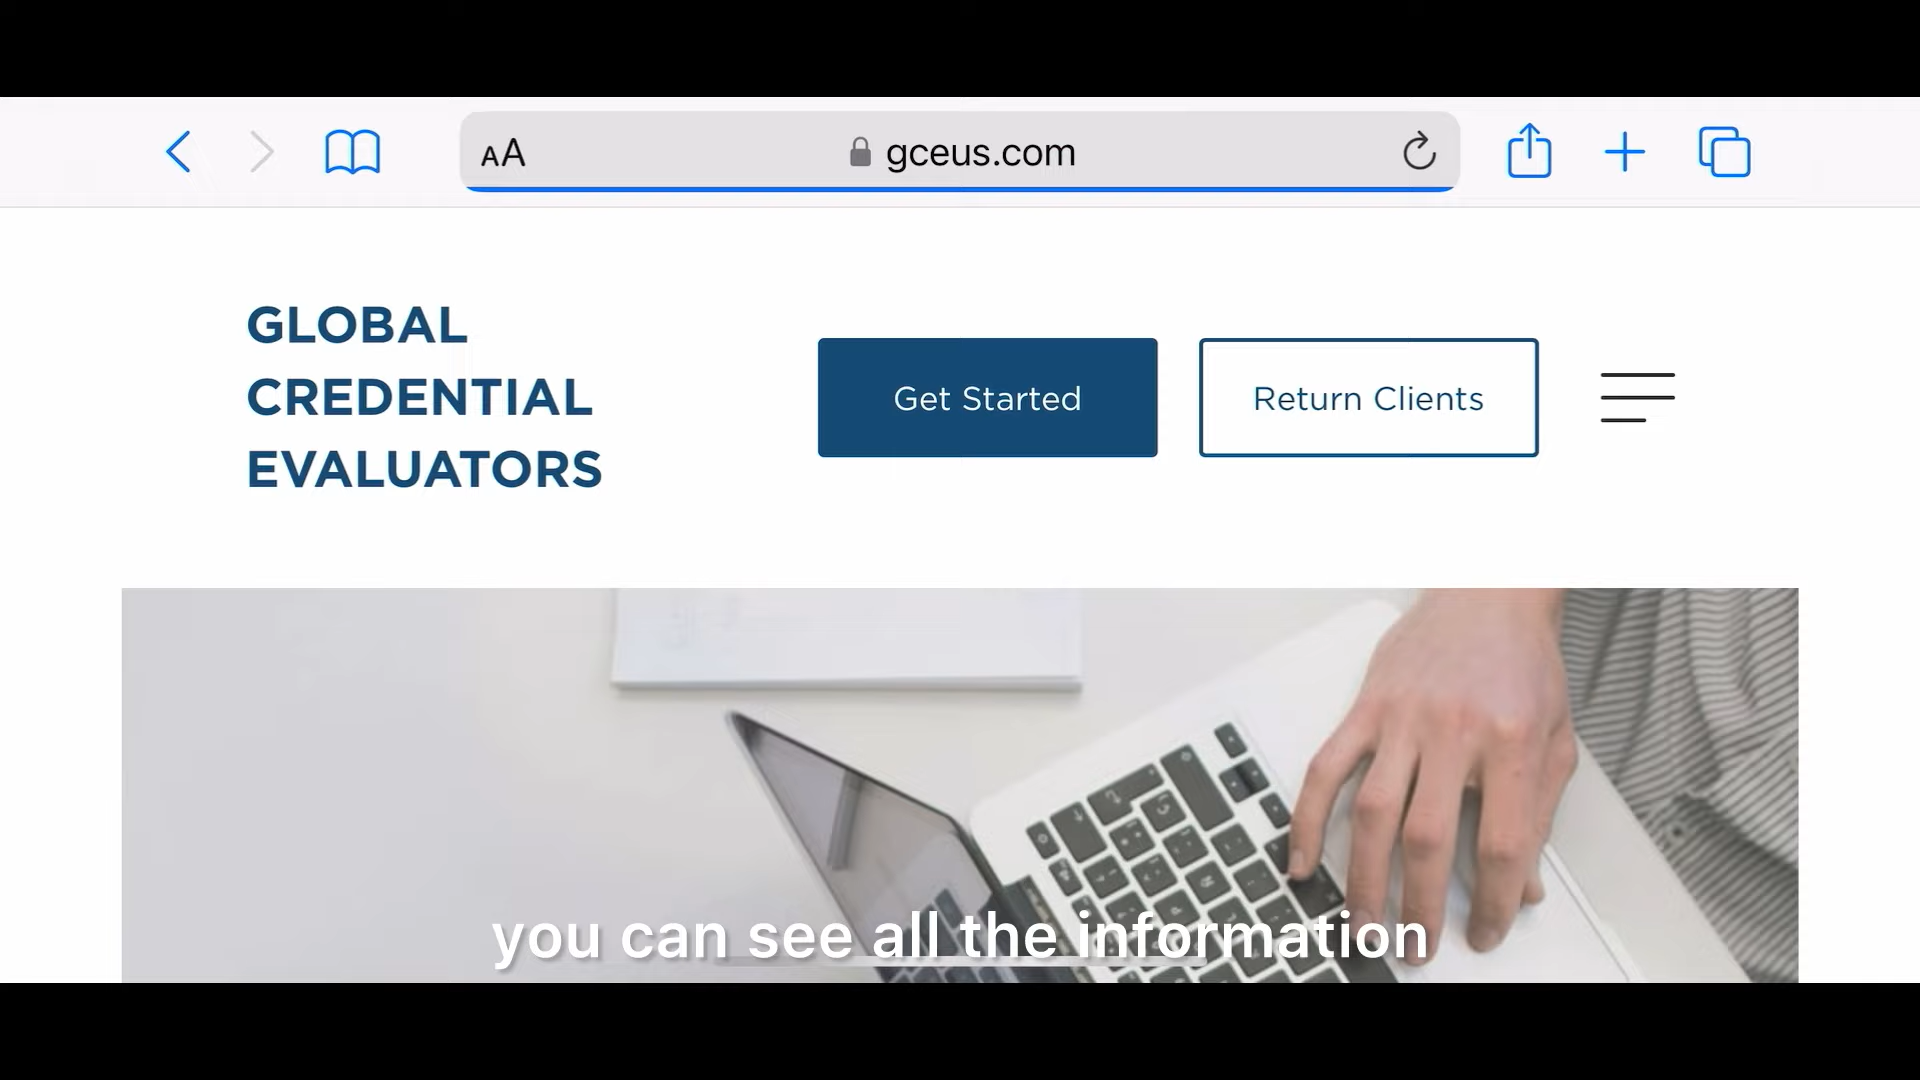 AA
gceus.com
GLOBAL
CREDENTIAL
EVALUATORS
Get Started
Return Clients
you can see all the information